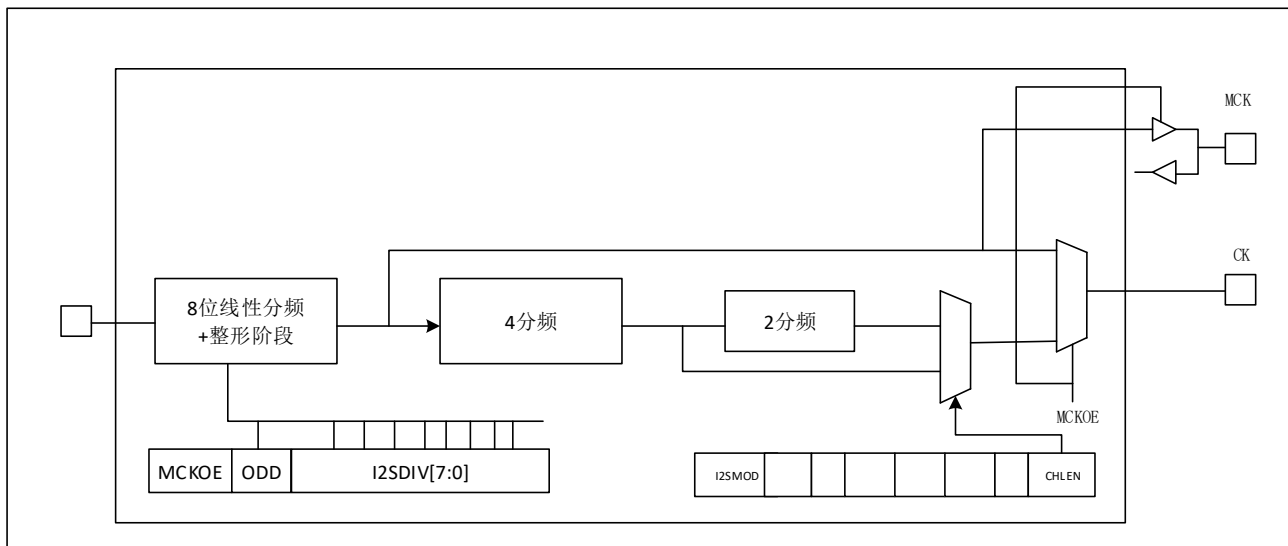 MCK
CK
8位线性分频
+整形阶段
4分频
2分频
MCKOE
MCKOE
ODD
I2SDIV[7:0]
I2SMOD
CHLEN